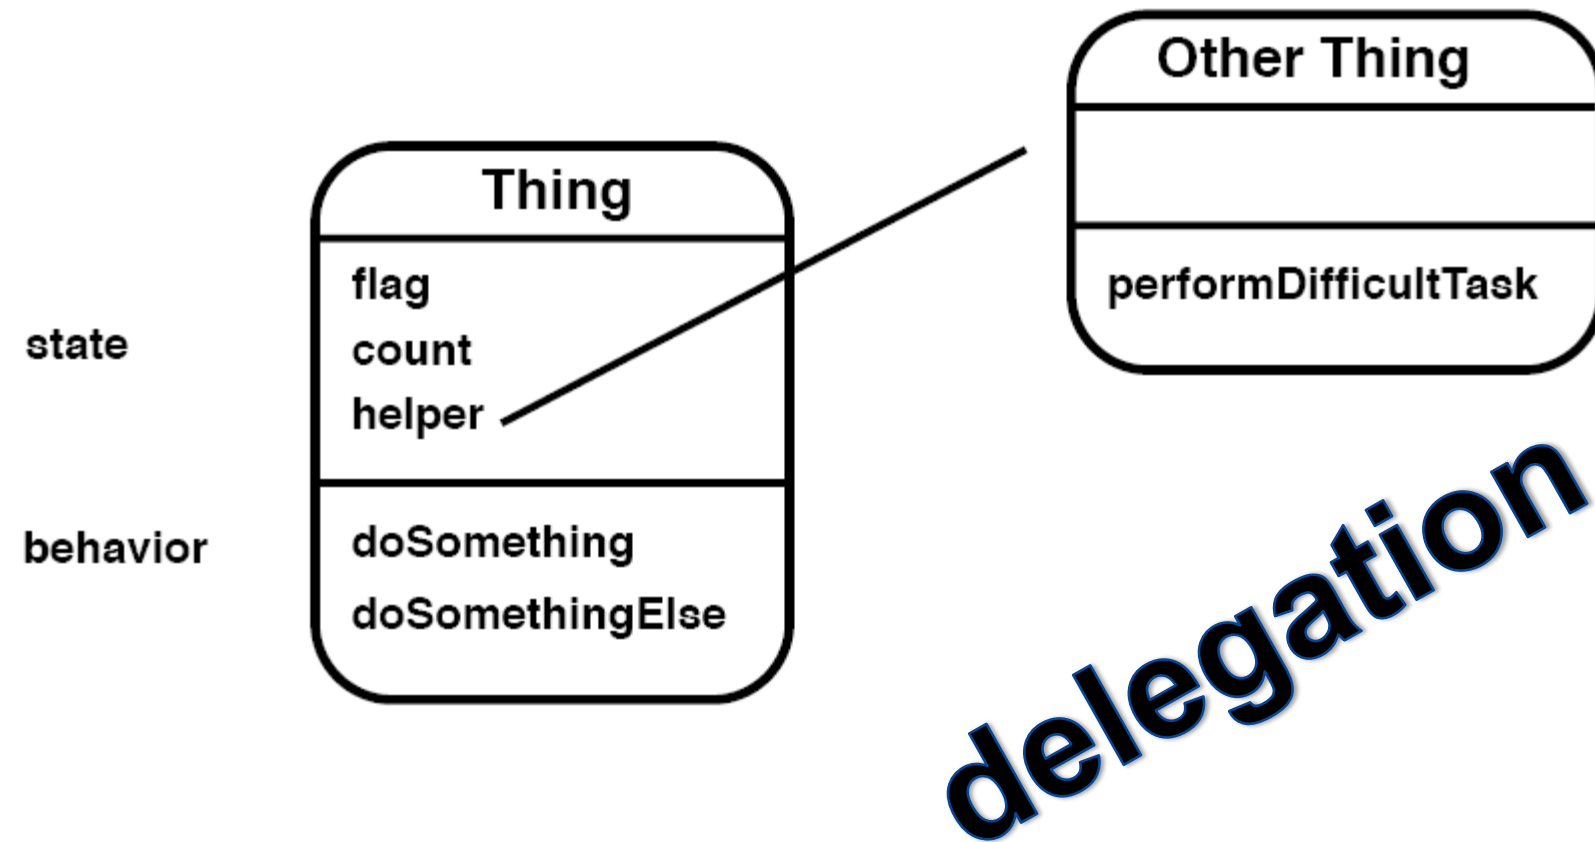 Other Thing
performDifficultTask
Thing
flag
count
helper
doSomething
doSomethingElse
state
behavior
delegation